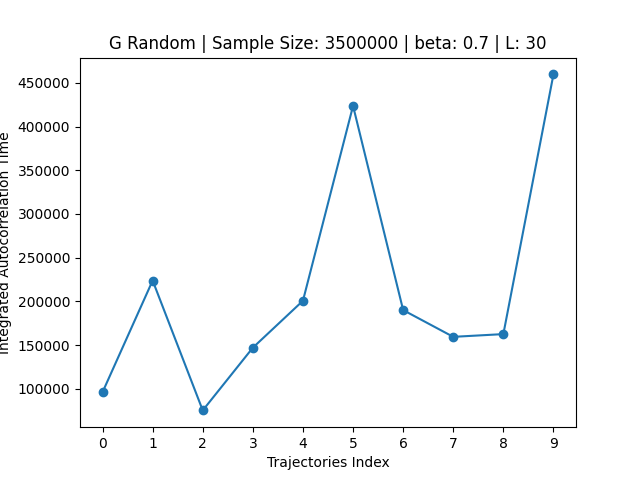 G Random | Sample Size: 3500000 | beta: 0.7 | L: 30
Integrated Autocorrelation Time
450000
400000
350000
300000
250000
200000
150000
100000
0 1 2 3 4 5 6 7 8 9
Trajectories Index